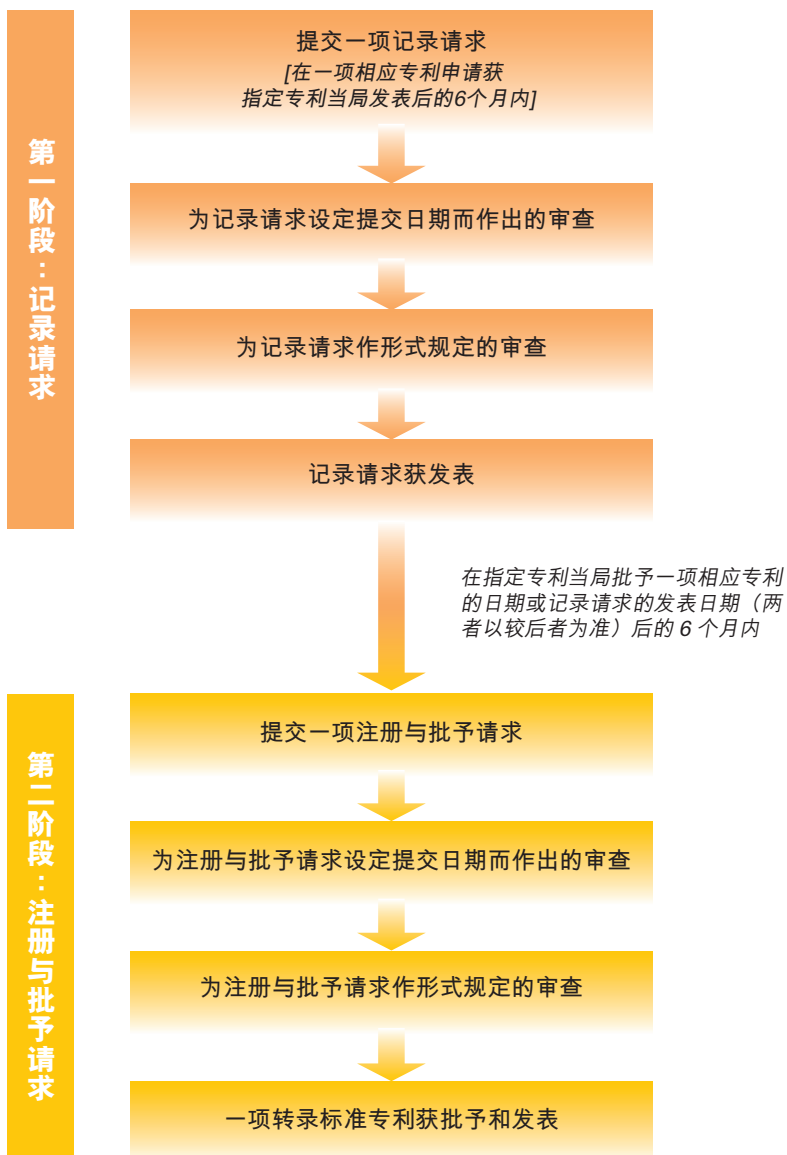 第一阶段：记录请求
提交一项记录请求
[在一项相应专利申请获
指定专利当局发表后的6个月内]
为记录请求设定提交日期而作出的审查
为记录请求作形式规定的审查
记录请求获发表
在指定专利当局批予一项相应专利
的日期或记录请求的发表日期（两
者以较后者为准）后的 6 个月内
第二阶段：注册与批予请求
提交一项注册与批予请求
为注册与批予请求设定提交日期而作出的审查
为注册与批予请求作形式规定的审查
一项转录标准专利获批予和发表